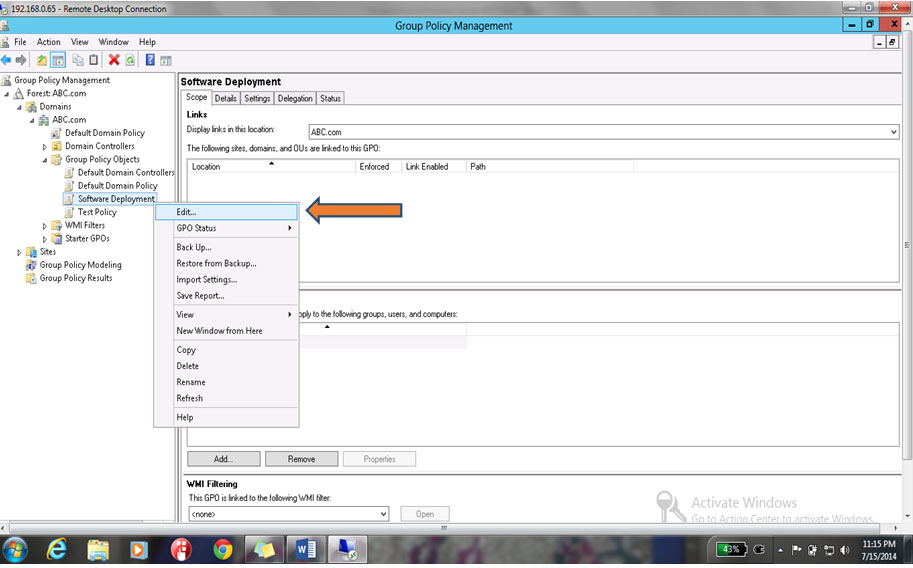 192.168.0.65 - Remote Desktop Connection
Group Policy Management
File Action View Window Help
Group Policy Management
Forest: ABC.com
Domains
ABC.com
Default Domain Policy
Domain Controllers
Group Policy Objects
Default Domain Controllers
Default Domain Policy
Software Deployment
Test Policy
WMI Filters
Starter GPOs
Sites
Group Policy Modeling
Group Policy Results
Edit...
GPO Status
Back Up...
Restore from Backup...
Import Settings...
Save Report...
View
New Window from Here
Copy
Delete
Rename
Refresh
Help
Software Deployment
Scope Details Settings Delegation Status
Links
Display links in this location: ABC.com
The following sites, domains, and OUs are linked to this GPO:
Location Enforced Link Enabled Path
pply to the following groups, users, and computers:
Add... Remove Properties
WMI Filtering
This GPO is linked to the following WMI filter:
<none> Open
Activate Windows
Go to Action Center to activate Windows.
43%
11:15 PM
7/15/2014